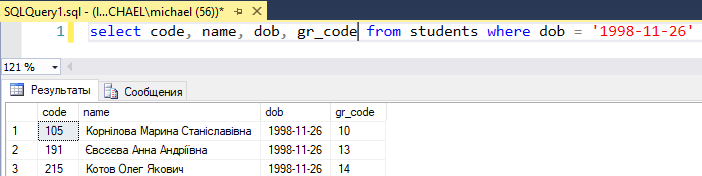 SQLQuery1.sql - (l...CHAEL\michael (56))*
1 select code, name, dob, gr_code from students where dob = '1998-11-26'
121 %
Результаты Сообщения
code name dob gr_code
1 105 Корнілова Марина Станіславівна 1998-11-26 10
2 191 Євсєєва Анна Андріївна 1998-11-26 13
3 215 Котов Олег Якович 1998-11-26 14